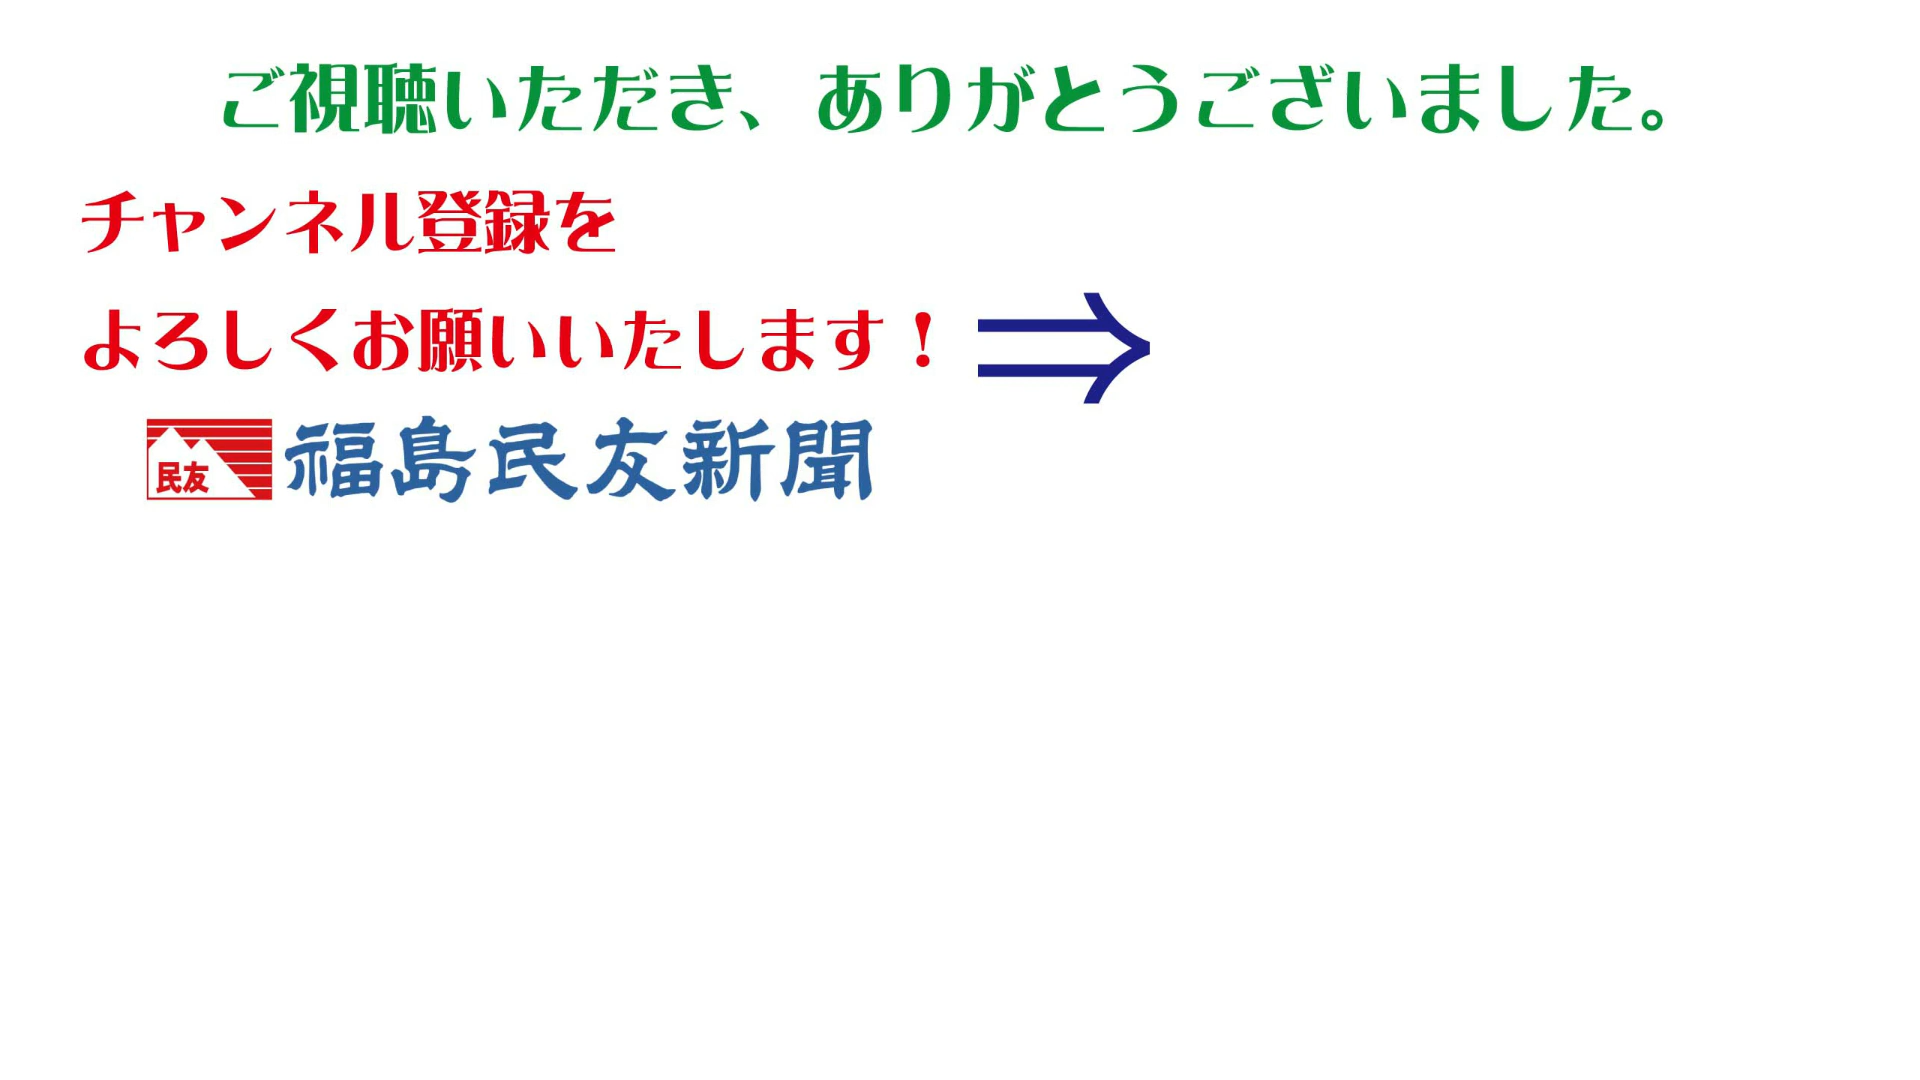 ご視聴いただき、ありがとうございました。
チャンネル登録を
よろしくお願いいたします！⇒
民友 福島民友新聞